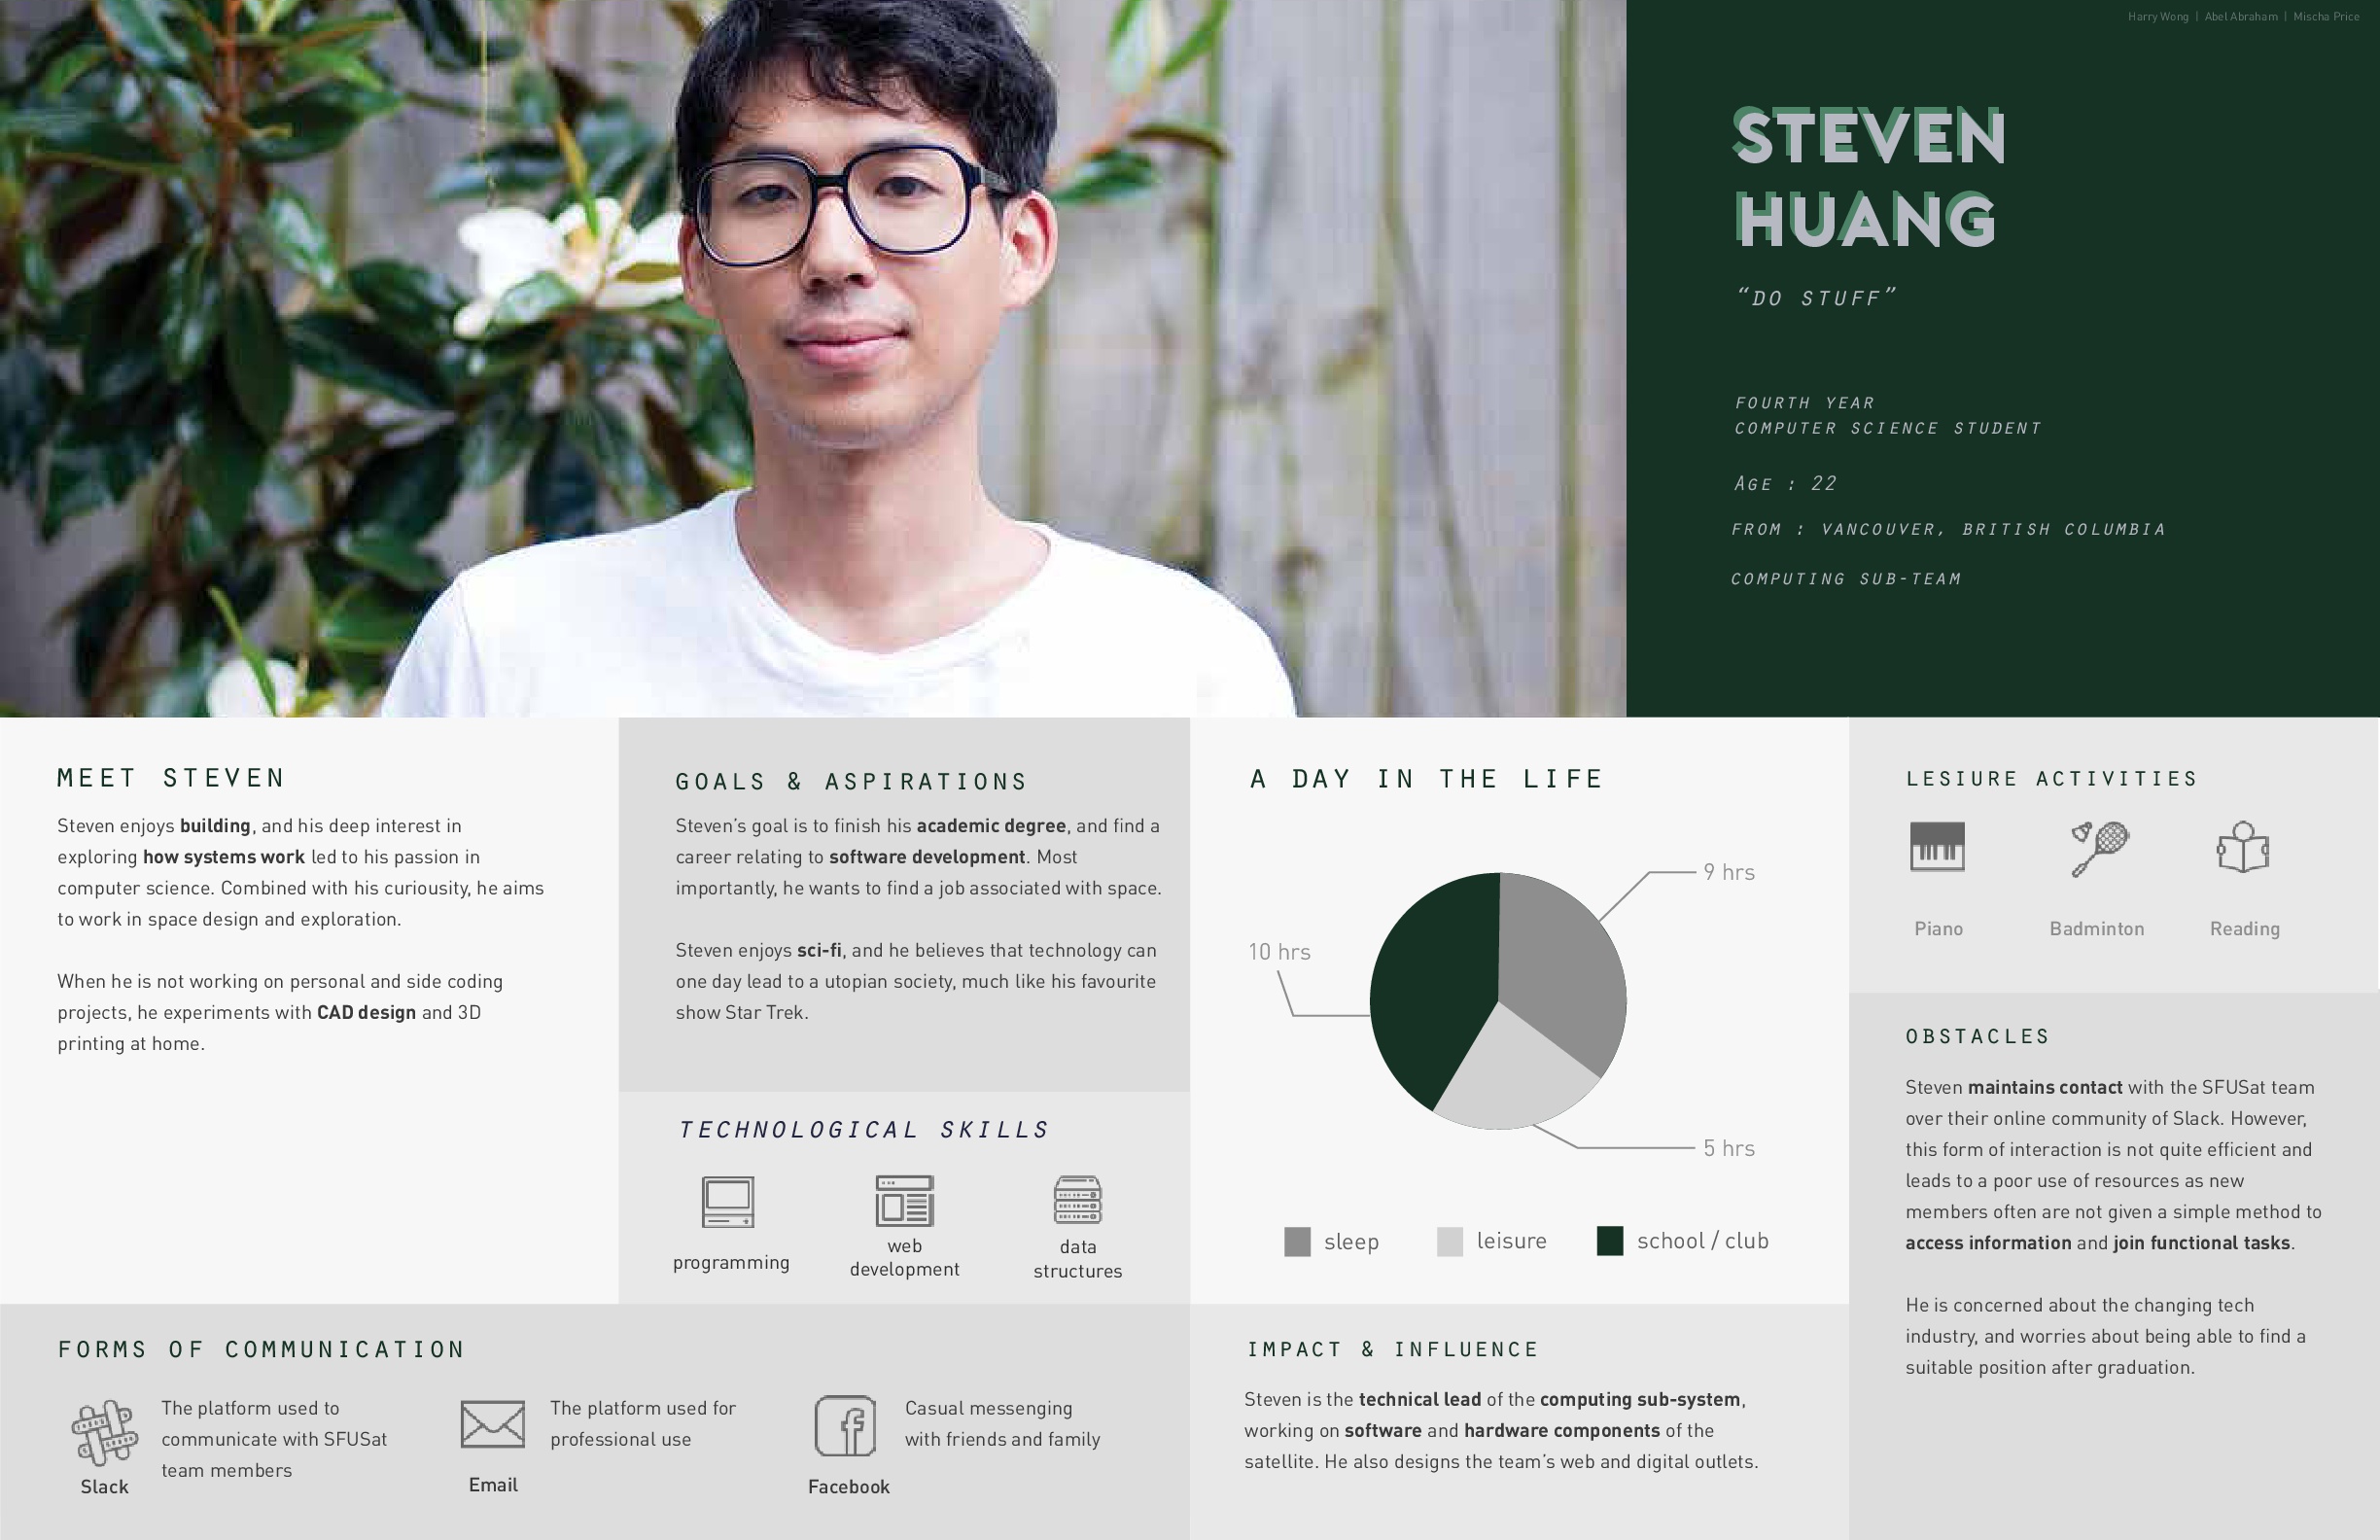 Harry Wong | Abel Abraham | Mischa Price
STEVEN
HUANG
“DO STUFF”
FOURTH YEAR
COMPUTER SCIENCE STUDENT
AGE : 22
FROM : VANCOUVER, BRITISH COLUMBIA
COMPUTING SUB-TEAM
MEET STEVEN
Steven enjoys building, and his deep interest in
exploring how systems work led to his passion in
computer science. Combined with his curiousity, he aims
to work in space design and exploration.
When he is not working on personal and side coding
projects, he experiments with CAD design and 3D
printing at home.
GOALS & ASPIRATIONS
Steven’s goal is to finish his academic degree, and find a
career relating to software development. Most
importantly, he wants to find a job associated with space.
Steven enjoys sci-fi, and he believes that technology can
one day lead to a utopian society, much like his favourite
show Star Trek.
TECHNOLOGICAL SKILLS
programming
web
development
data
structures
A DAY IN THE LIFE
9 hrs
10 hrs
5 hrs
sleep
leisure
school / club
LESIURE ACTIVITIES
Piano
Badminton
Reading
OBSTACLES
Steven maintains contact with the SFUSat team
over their online community of Slack. However,
this form of interaction is not quite efficient and
leads to a poor use of resources as new
members often are not given a simple method to
access information and join functional tasks.
He is concerned about the changing tech
industry, and worries about being able to find a
suitable position after graduation.
FORMS OF COMMUNICATION
The platform used to
communicate with SFUSat
team members
Slack
The platform used for
professional use
Email
Casual messenging
with friends and family
Facebook
IMPACT & INFLUENCE
Steven is the technical lead of the computing sub-system,
working on software and hardware components of the
satellite. He also designs the team’s web and digital outlets.